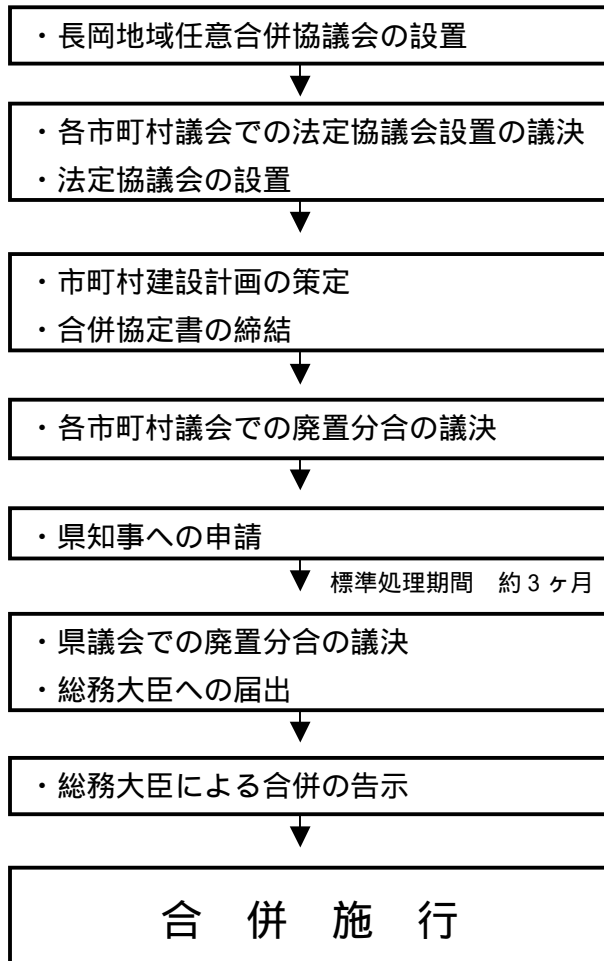 ・長岡地域任意合併協議会の設置
・各市町村議会での法定協議会設置の議決
・法定協議会の設置
・市町村建設計画の策定
・合併協定書の締結
・各市町村議会での廃置分合の議決
・県知事への申請
標準処理期間　約３ヶ月
・県議会での廃置分合の議決
・総務大臣への届出
・総務大臣による合併の告示
合　併　施　行